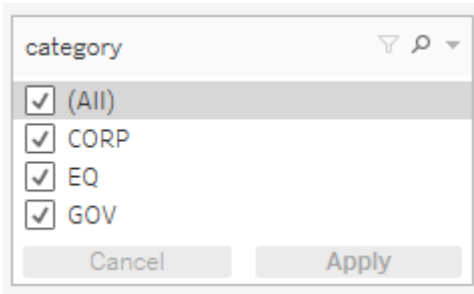 category
(All)
CORP
EQ
GOV
Cancel Apply